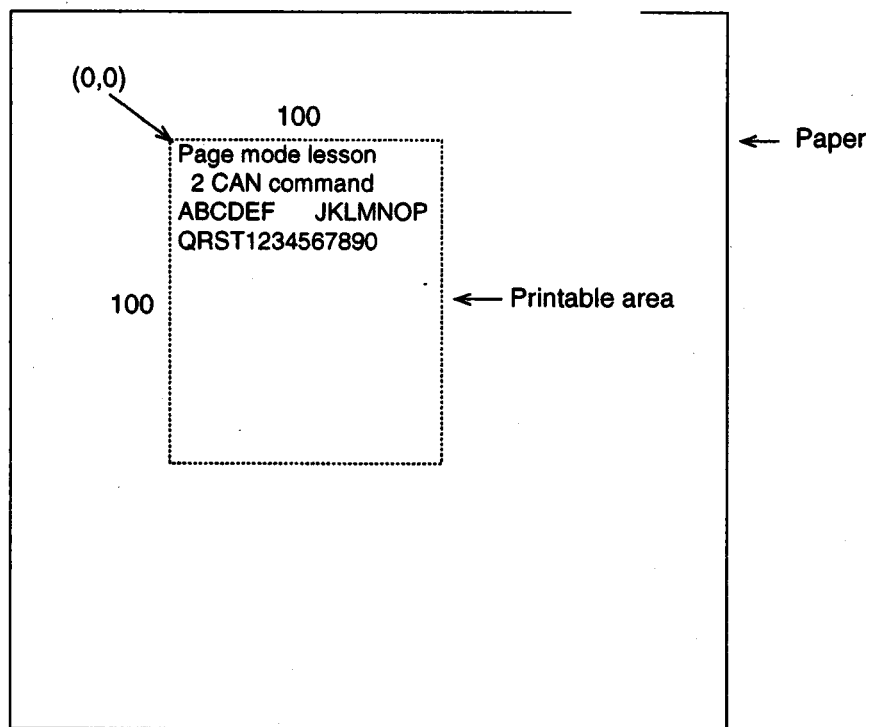 (0,0)
100
Paper
Page mode lesson
2 CAN command
ABCDEF JKLMNOP
QRST1234567890
100
Printable area